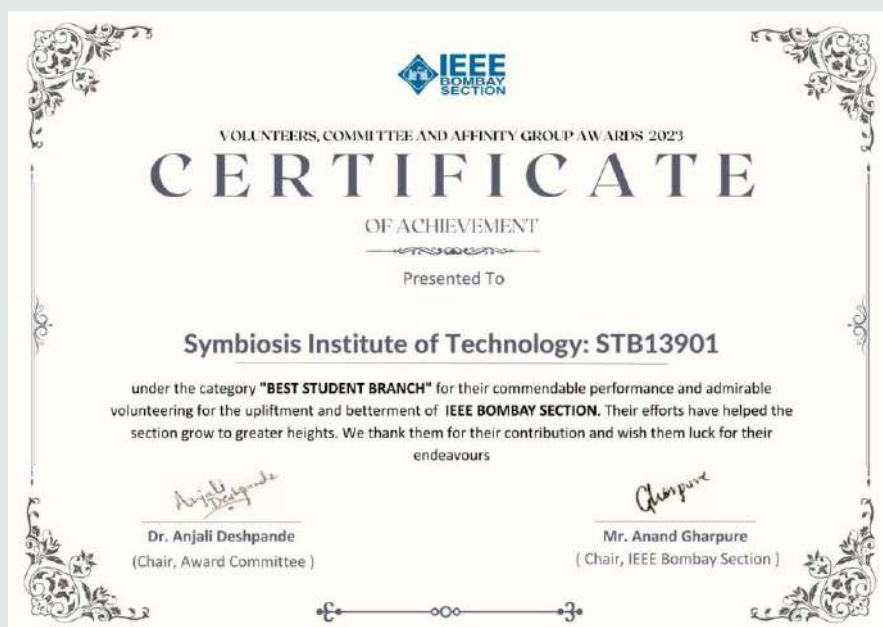 IEEE
BOMBAY
SECTION
VOLUNTEERS, COMMITTEE AND AFFINITY GROUP AWARDS 2023
CERTIFICATE
OF ACHIEVEMENT
Presented To
Symbiosis Institute of Technology: STB13901
under the category "BEST STUDENT BRANCH" for their commendable performance and admirable
volunteering for the upliftment and betterment of IEEE BOMBAY SECTION. Their efforts have helped the
section grow to greater heights. We thank them for their contribution and wish them luck for their
endeavours
Anjali
Deshpande
Gharpure
Dr. Anjali Deshpande
Mr. Anand Gharpure
(Chair, Award Committee )
( Chair, IEEE Bombay Section )